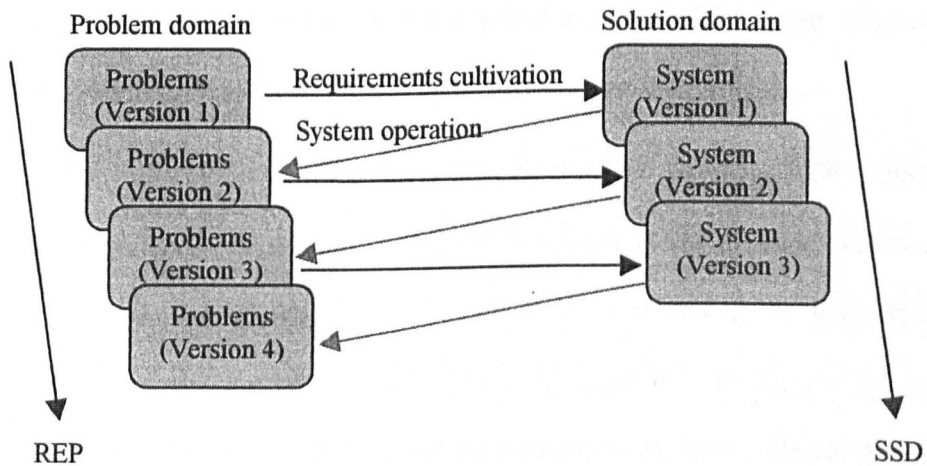 Problem domain
Solution domain
Problems
(Version 1)
Requirements cultivation
System
(Version 1)
System operation
Problems
(Version 2)
System
(Version 2)
Problems
(Version 3)
System
(Version 3)
Problems
(Version 4)
REP
SSD